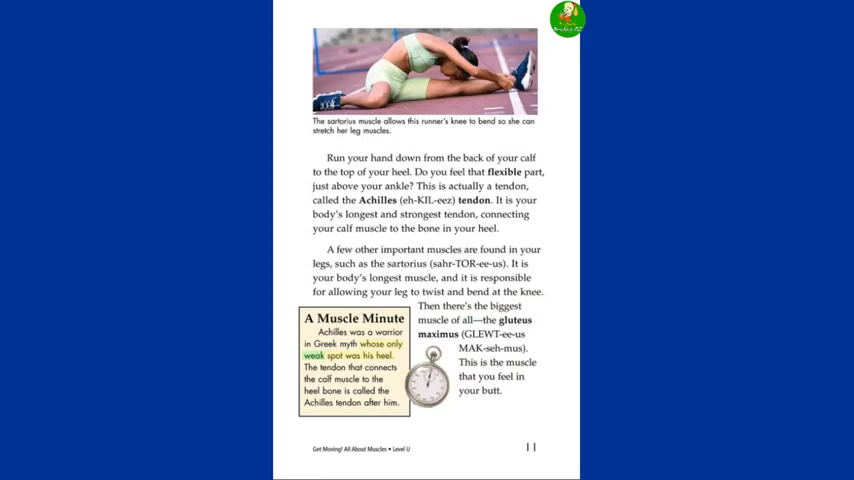 The sartorius muscle allows this runner's knee to bend so she can
stretch her leg muscles.
Run your hand down from the back of your calf
to the top of your heel. Do you feel that flexible part,
just above your ankle? This is actually a tendon,
called the Achilles (eh-KIL-eez) tendon. It is your
body's longest and strongest tendon, connecting
your calf muscle to the bone in your heel.
A few other important muscles are found in your
legs, such as the sartorius (sahr-TOR-ee-us). It is
your body's longest muscle, and it is responsible
for allowing your leg to twist and bend at the knee.
Then there's the biggest
muscle of all—the gluteus
maximus (GLEWT-ee-us
MAK-seh-mus).
This is the muscle
that you feel in
your butt.
A Muscle Minute
Achilles was a warrior
in Greek myth whose only
weak spot was his heel.
The tendon that connects
the calf muscle to the
heel bone is called the
Achilles tendon after him.
Get Moving! All About Muscles • Level U
11